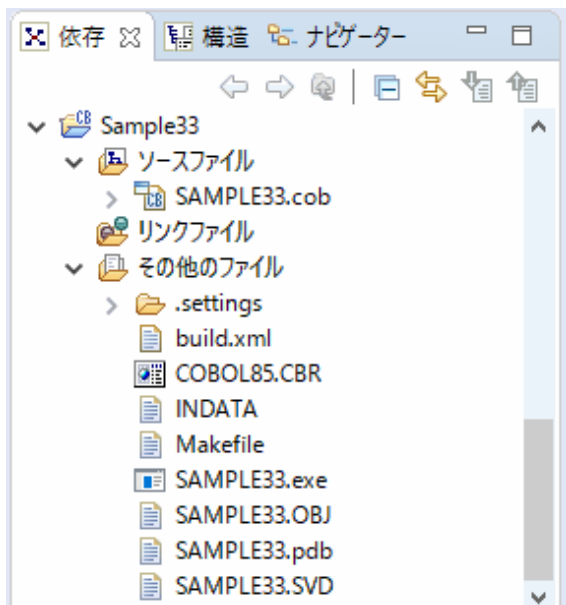 依存 構造 ナビゲーター
Sample33
ソースファイル
SAMPLE33.cob
リンクファイル
その他のファイル
.settings
build.xml
COBOL85.CBR
INDATA
Makefile
SAMPLE33.exe
SAMPLE33.OBJ
SAMPLE33.pdb
SAMPLE33.SVD